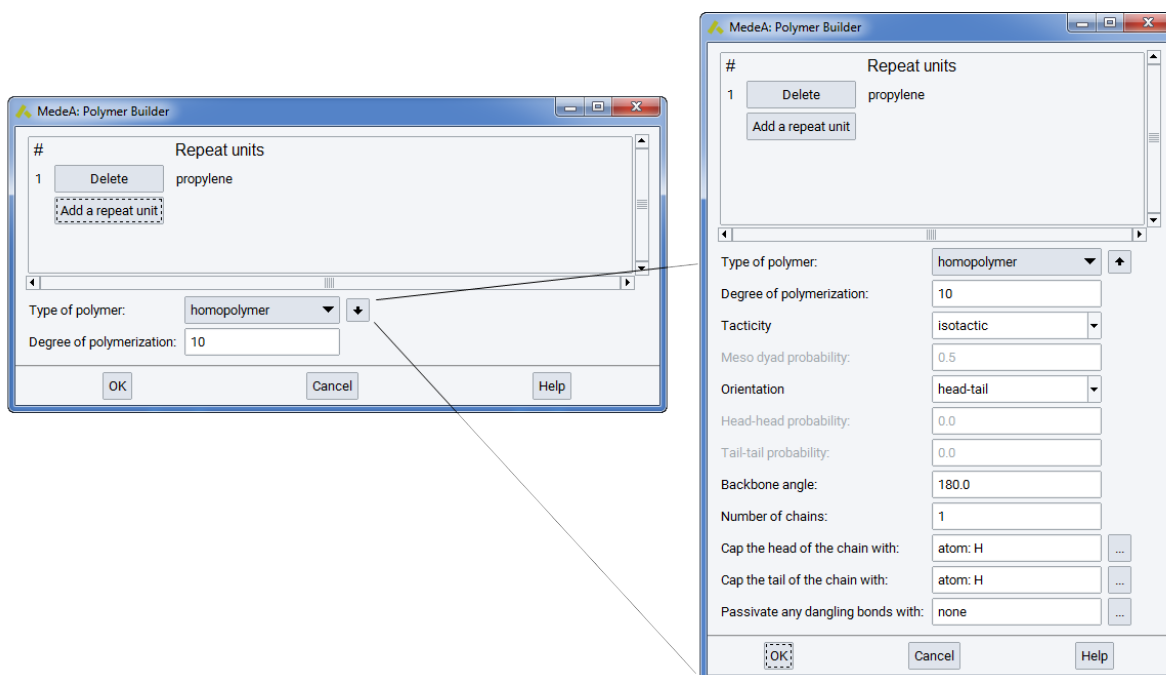 MedeA: Polymer Builder
# Repeat units
1 Delete propylene
Add a repeat unit
Type of polymer: homopolymer
Degree of polymerization: 10
OK Cancel Help
MedeA: Polymer Builder
# Repeat units
1 Delete propylene
Add a repeat unit
Type of polymer: homopolymer
Degree of polymerization: 10
Tacticity isotactic
Meso dyad probability: 0.5
Orientation head-tail
Head-head probability: 0.0
Tail-tail probability: 0.0
Backbone angle: 180.0
Number of chains: 1
Cap the head of the chain with: atom: H ...
Cap the tail of the chain with: atom: H ...
Passivate any dangling bonds with: none ...
OK Cancel Help